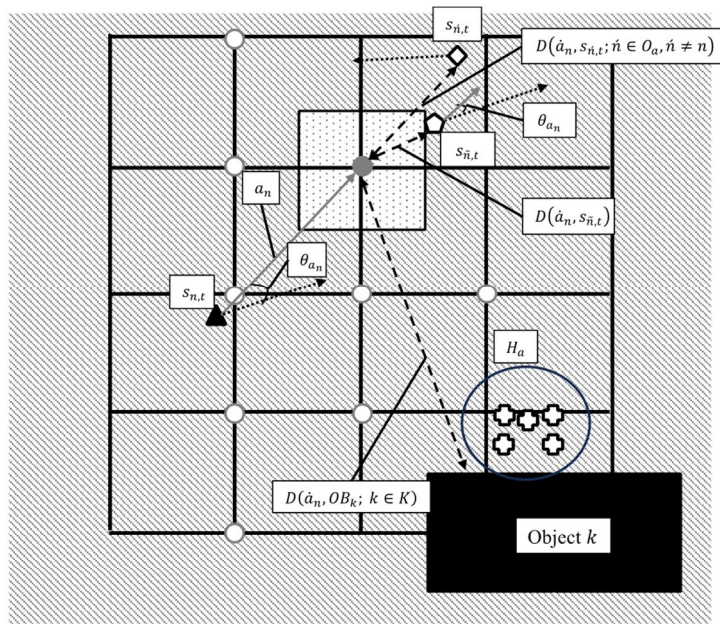 s_{ń,t}
D(ȧ_n, s_{ń,t}; ń ∈ O_a, ń ≠ n)
θ_{a_n}
s_{ñ,t}
a_n
D(ȧ_n, s_{ñ,t})
θ_{a_n}
s_{n,t}
H_a
D(ȧ_n, OB_k; k ∈ K)
Object k